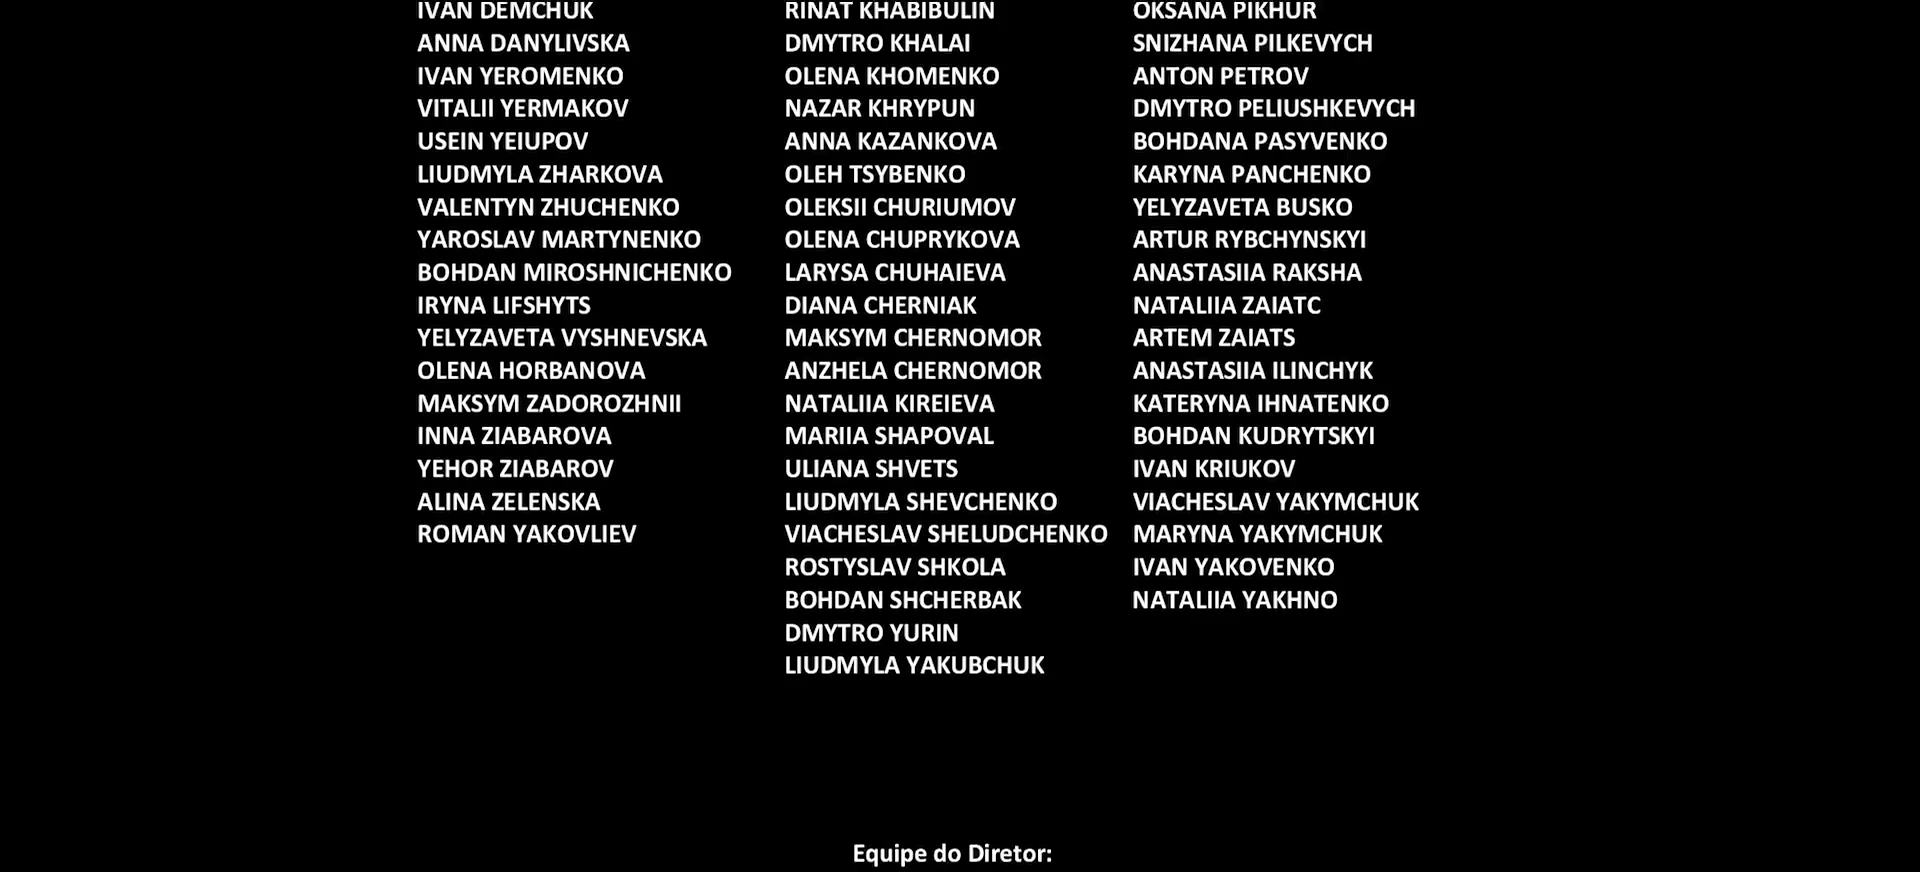 IVAN DEMCHUK
ANNA DANYLIVSKA
IVAN YEROMENKO
VITALII YERMAKOV
USEIN YEIUPOV
LIUDMYLA ZHARKOVA
VALENTYN ZHUCHENKO
YAROSLAV MARTYNENKO
BOHDAN MIROSHNICHENKO
IRYNA LIFSHYTS
YELYZAVETA VYSHNEVSKA
OLENA HORBANOVA
MAKSYM ZADOROZHNII
INNA ZIABAROVA
YEHOR ZIABAROV
ALINA ZELENSKA
ROMAN YAKOVLIEV
RINAT KHABIBULIN
DMYTRO KHALAI
OLENA KHOMENKO
NAZAR KHRYPUN
ANNA KAZANKOVA
OLEH TSYBENKO
OLEKSII CHURIUMOV
OLENA CHUPRYKOVA
LARYSA CHUHAIEVA
DIANA CHERNIAK
MAKSYM CHERNOMOR
ANZHELA CHERNOMOR
NATALIIA KIREIEVA
MARIIA SHAPOVAL
ULIANA SHVETS
LIUDMYLA SHEVCHENKO
VIACHESLAV SHELUDCHENKO
ROSTYSLAV SHKOLA
BOHDAN SHCHERBAK
DMYTRO YURIN
LIUDMYLA YAKUBCHUK
OKSANA PIKHUR
SNIZHANA PILKEVYCH
ANTON PETROV
DMYTRO PELIUSHKEVYCH
BOHDANA PASYVENKO
KARYNA PANCHENKO
YELYZAVETA BUSKO
ARTUR RYBCHYNSKYI
ANASTASIIA RAKSHA
NATALIIA ZAIATC
ARTEM ZAIATS
ANASTASIIA ILINCHYK
KATERYNA IHNATENKO
BOHDAN KUDRYTSKYI
IVAN KRIUKOV
VIACHESLAV YAKYMCHUK
MARYNA YAKYMCHUK
IVAN YAKOVENKO
NATALIIA YAKHNO
Equipe do Diretor: